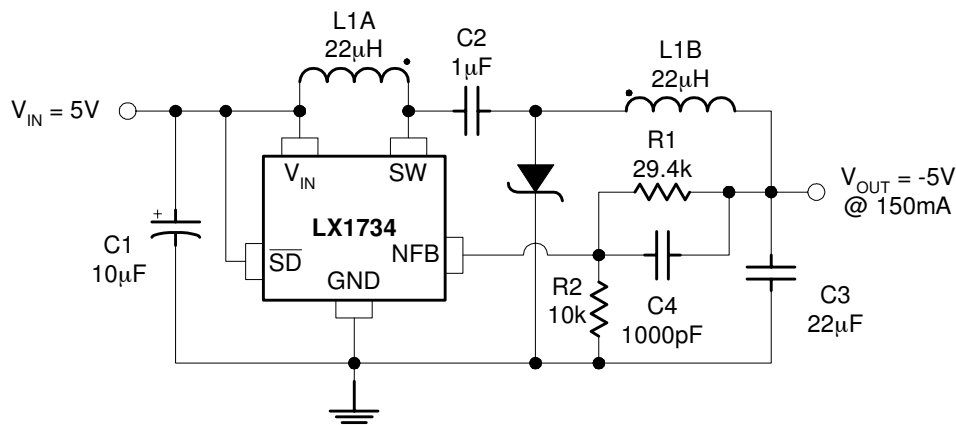 L1A
22µH
C2
1µF
L1B
22µH
V_IN = 5V
R1
29.4k
V_IN
SW
LX1734
V_OUT = -5V
@ 150mA
+
C1
10µF
SD
NFB
GND
R2
10k
C4
1000pF
C3
22µF